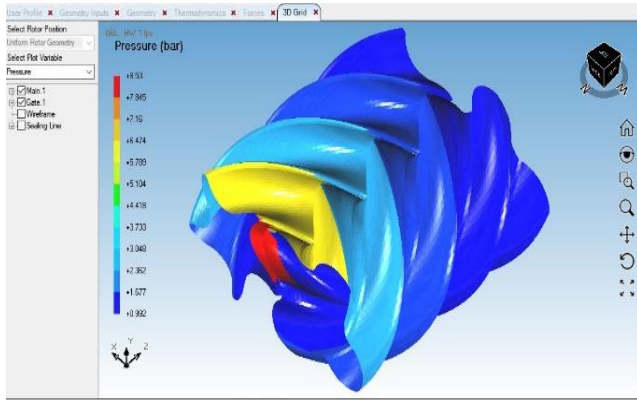 User Profile Geometry Inputs Geometry Thermodynamics Forces 3D Grid
Select Rotor Position
Uniform Rotor Geometry
Select Plot Variable
Pressure
Main.1
Gate.1
Wireframe
Sealing Line
Pressure (bar)
+8.53
+7.845
+7.16
+6.474
+5.789
+5.104
+4.418
+3.733
+3.048
+2.362
+1.677
+0.992
X Y Z